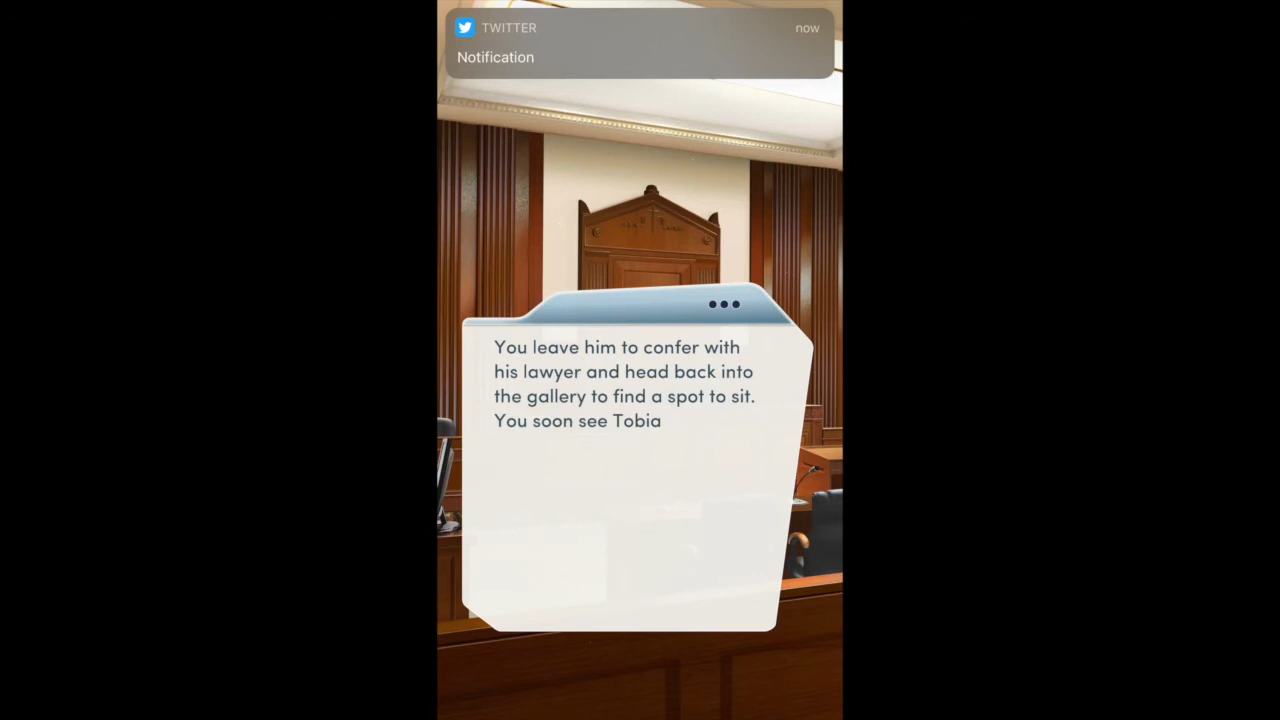 TWITTER
now
Notification
You leave him to confer with
his lawyer and head back into
the gallery to find a spot to sit.
You soon see Tobia